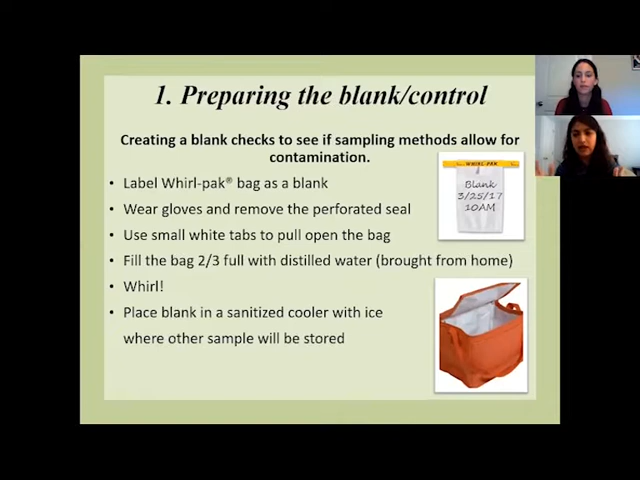 1. Preparing the blank/control
Creating a blank checks to see if sampling methods allow for
contamination.
• Label Whirl-pak® bag as a blank
• Wear gloves and remove the perforated seal
• Use small white tabs to pull open the bag
• Fill the bag 2/3 full with distilled water (brought from home)
• Whirl!
• Place blank in a sanitized cooler with ice
where other sample will be stored
WHIRL-PAK
Blank
3/25/17
10AM